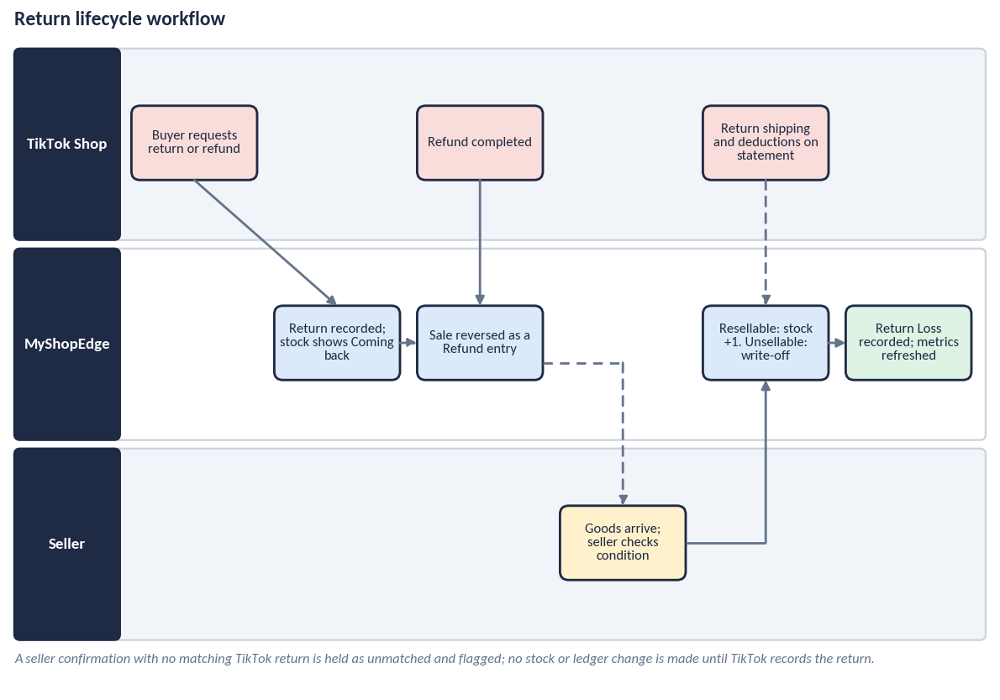 Return lifecycle workflow
TikTok Shop
Buyer requests
return or refund
Refund completed
Return shipping
and deductions on
statement
MyShopEdge
Return recorded;
stock shows Coming
back
Sale reversed as a
Refund entry
Resellable: stock
+1. Unsellable:
write-off
Return Loss
recorded; metrics
refreshed
Seller
Goods arrive;
seller checks
condition
A seller confirmation with no matching TikTok return is held as unmatched and flagged; no stock or ledger change is made until TikTok records the return.